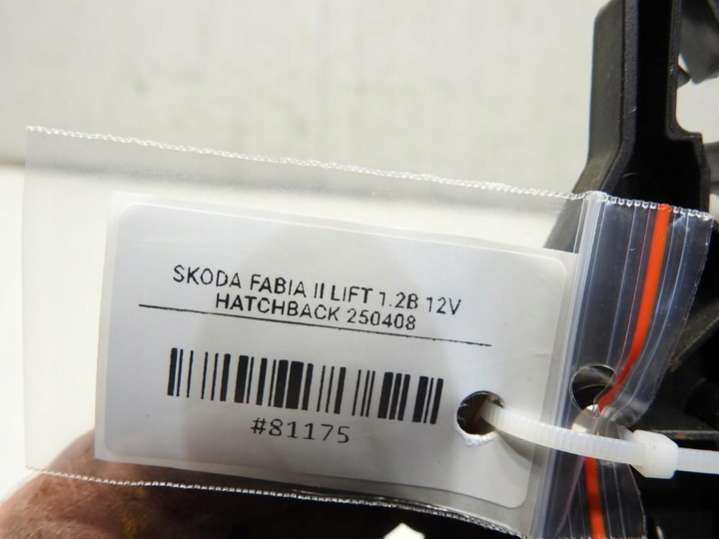 SKODA FABIA II LIFT 1.2B 12V
HATCHBACK 250408
#81175